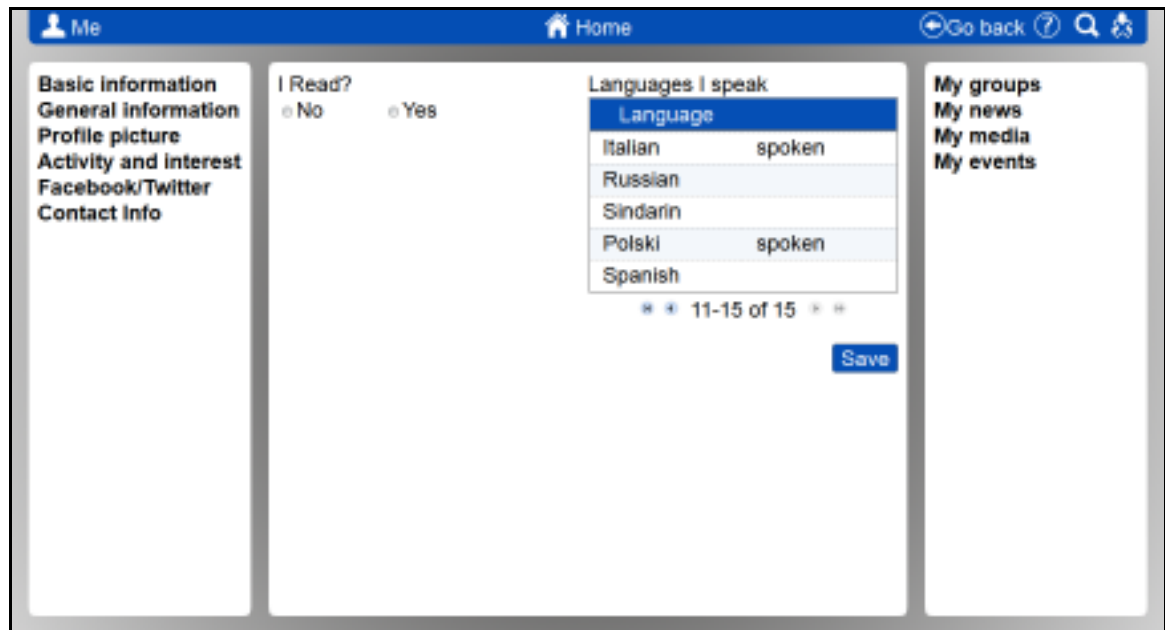 Me Home Go back ?
Basic information
General information
Profile picture
Activity and interest
Facebook/Twitter
Contact Info
I Read?
No Yes
Languages I speak
Language
Italian spoken
Russian
Sindarin
Polski spoken
Spanish
11-15 of 15
Save
My groups
My news
My media
My events